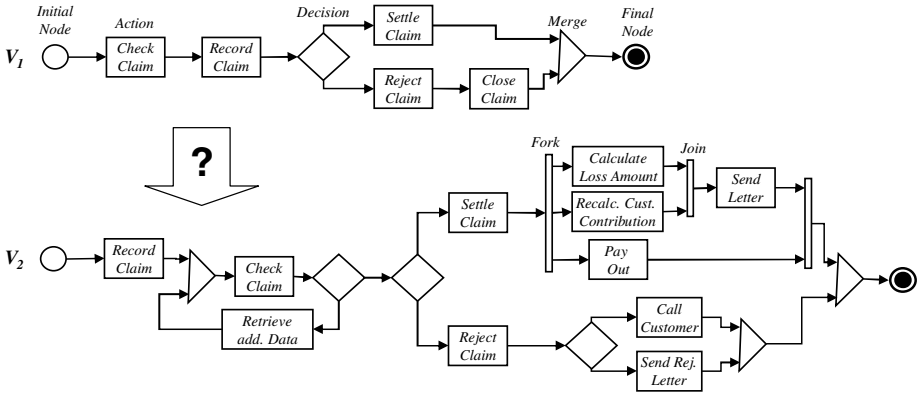 Initial
Node
Action
Decision
Merge
Final
Node
V1
Check
Claim
Record
Claim
Settle
Claim
Reject
Claim
Close
Claim
?
Fork
Join
V2
Record
Claim
Check
Claim
Retrieve
add. Data
Settle
Claim
Calculate
Loss Amount
Recalc. Cust.
Contribution
Pay
Out
Send
Letter
Reject
Claim
Call
Customer
Send Rej.
Letter